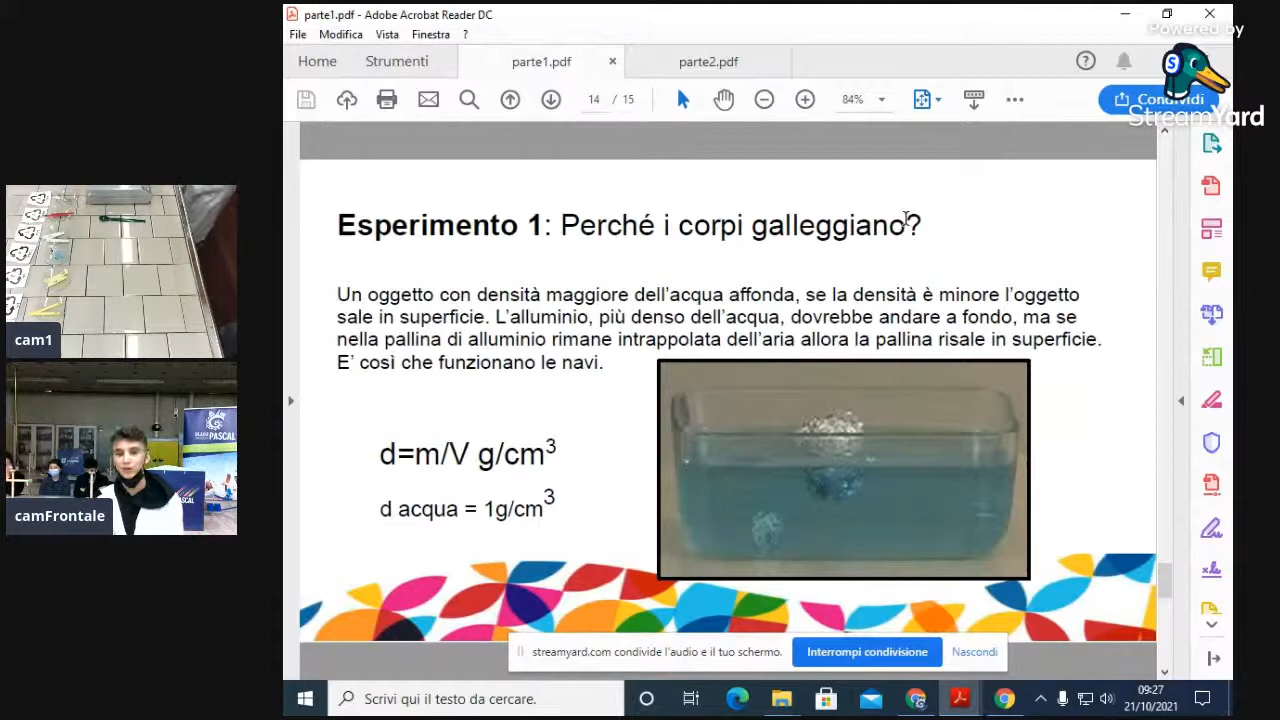 parte1.pdf - Adobe Acrobat Reader DC
File Modifica Vista Finestra ?
Powered by
StreamYard
Home Strumenti parte1.pdf × parte2.pdf
14 / 15 84% Condividi
Esperimento 1: Perché i corpi galleggiano?
Un oggetto con densità maggiore dell'acqua affonda, se la densità è minore l'oggetto
sale in superficie. L'alluminio, più denso dell'acqua, dovrebbe andare a fondo, ma se
nella pallina di alluminio rimane intrappolata dell'aria allora la pallina risale in superficie.
E' così che funzionano le navi.
d=m/V g/cm³
d acqua = 1g/cm³
cam1
PASCAL
camFrontale
streamyard.com condivide l'audio e il tuo schermo. Interrompi condivisione Nascondi
Scrivi qui il testo da cercare.
09:27
21/10/2021